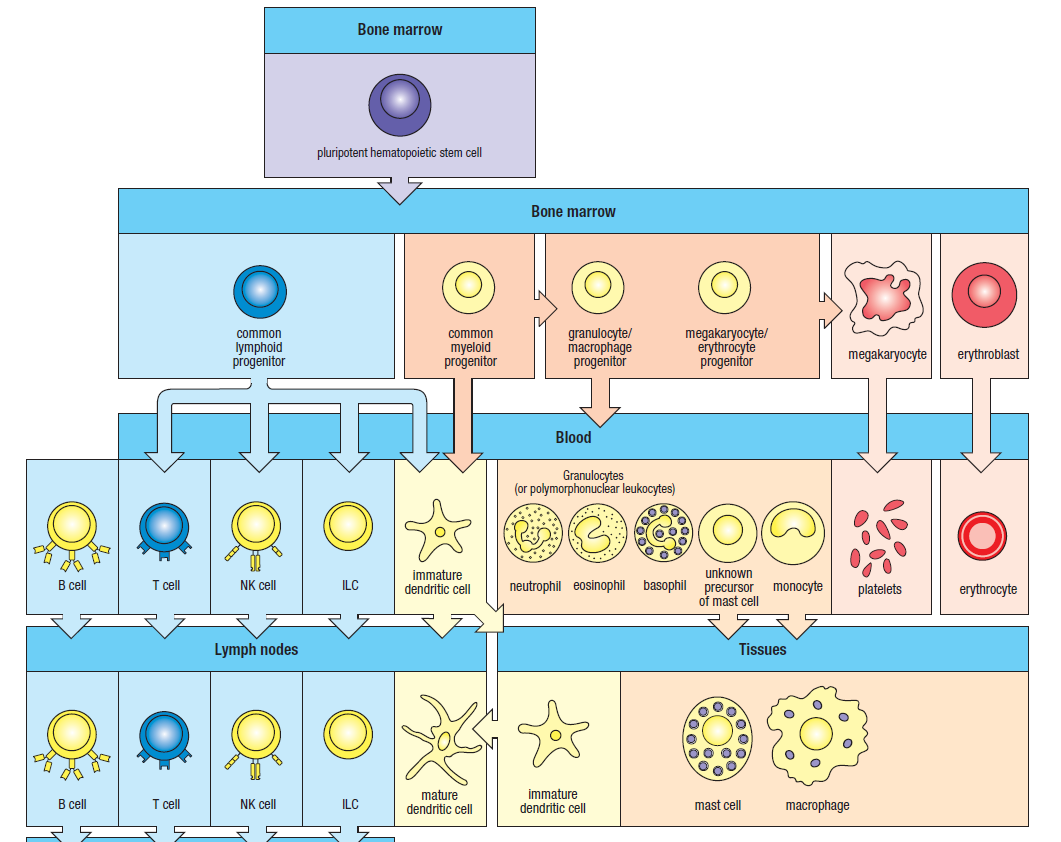 Bone marrow
pluripotent hematopoietic stem cell
Bone marrow
common
lymphoid
progenitor
common
myeloid
progenitor
granulocyte/
macrophage
progenitor
megakaryocyte/
erythrocyte
progenitor
megakaryocyte
erythroblast
Blood
Granulocytes
(or polymorphonuclear leukocytes)
B cell
T cell
NK cell
ILC
immature
dendritic cell
neutrophil
eosinophil
basophil
unknown
precursor
of mast cell
monocyte
platelets
erythrocyte
Lymph nodes
Tissues
B cell
T cell
NK cell
ILC
mature
dendritic cell
immature
dendritic cell
mast cell
macrophage